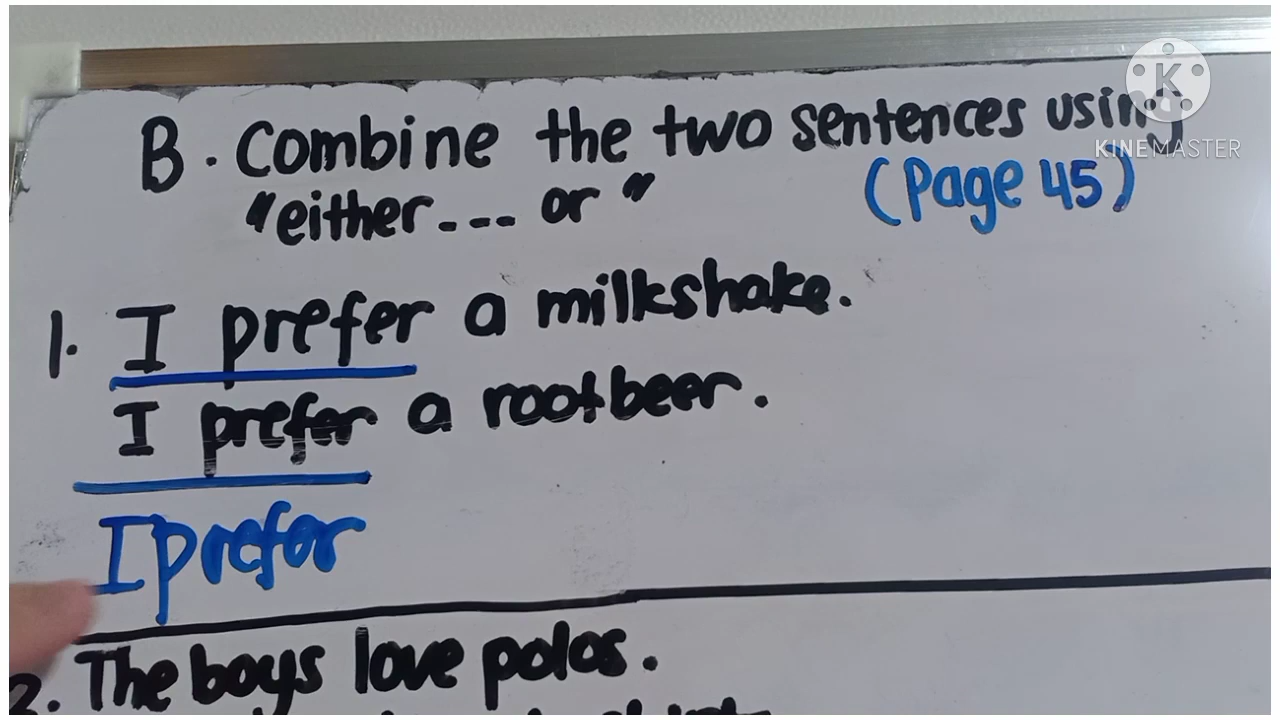 B. Combine the two sentences using
"either --- or"
(Page 45)
1. I prefer a milkshake.
I prefer a rootbeer.
I prefer
2. The boys love polos.
K
KINEMASTER